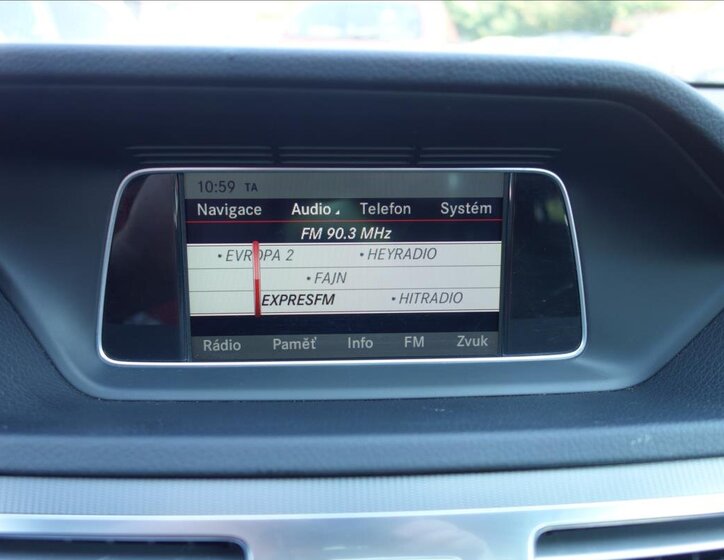 10:59 TA
Navigace Audio Telefon Systém
FM 90.3 MHz
• EVROPA 2 • HEYRADIO
• FAJN
EXPRESFM • HITRADIO
Rádio Paměť Info FM Zvuk